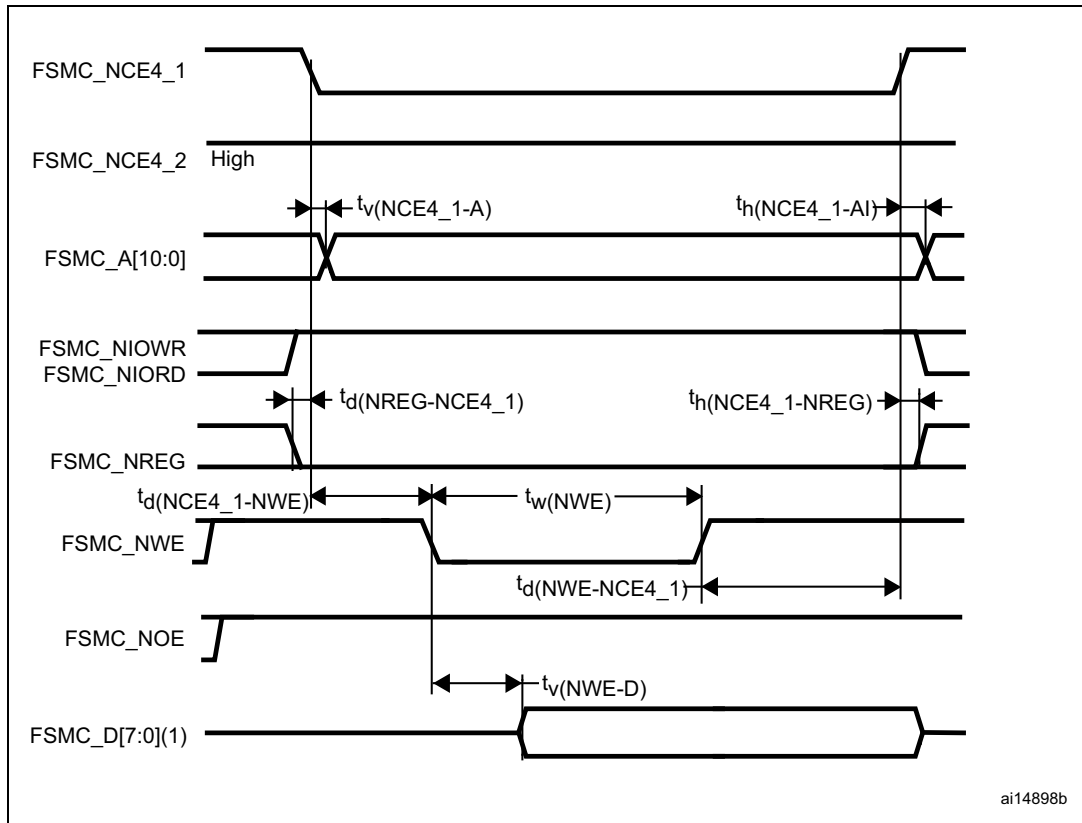 FSMC_NCE4_1
FSMC_NCE4_2 High
tv(NCE4_1-A)
th(NCE4_1-AI)
FSMC_A[10:0]
FSMC_NIOWR
FSMC_NIORD
td(NREG-NCE4_1)
th(NCE4_1-NREG)
FSMC_NREG
td(NCE4_1-NWE)
tw(NWE)
FSMC_NWE
td(NWE-NCE4_1)
FSMC_NOE
tv(NWE-D)
FSMC_D[7:0](1)
ai14898b